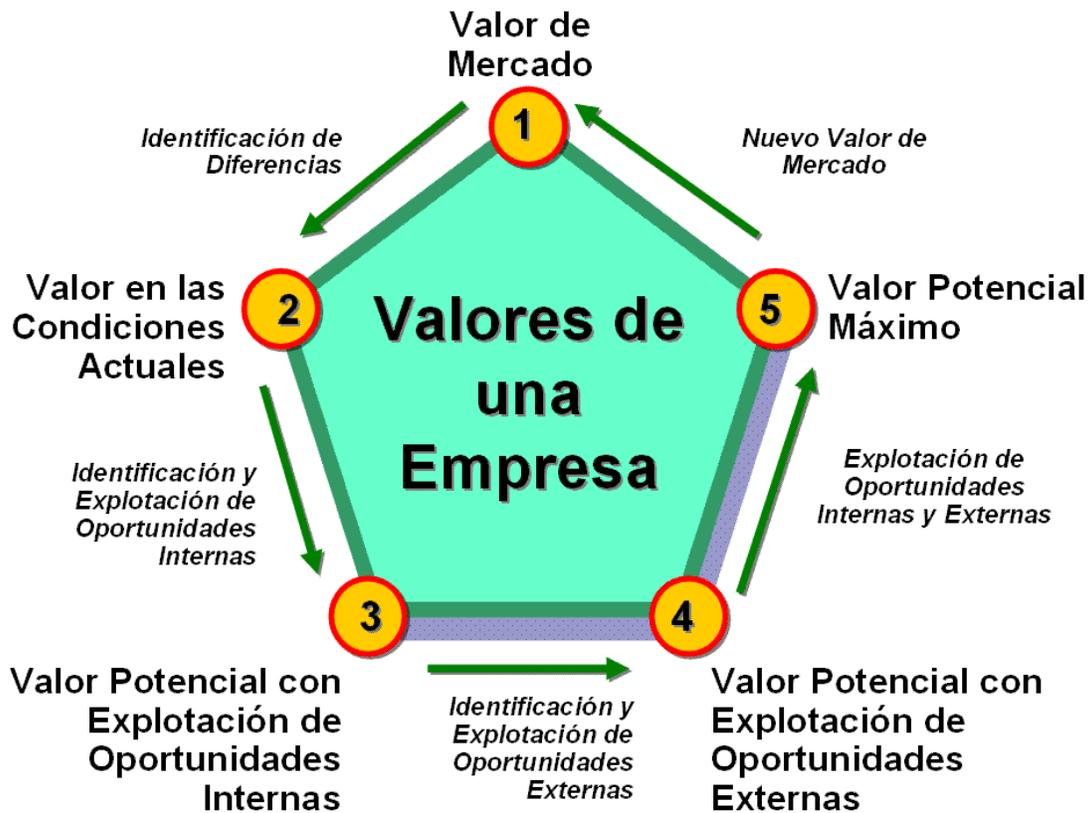 Valor de
Mercado
1
Identificación de
Diferencias
Nuevo Valor de
Mercado
Valor en las
Condiciones
Actuales
2
Valores de
una
Empresa
5
Valor Potencial
Máximo
Identificación y
Explotación de
Oportunidades
Internas
Explotación de
Oportunidades
Internas y Externas
3
4
Valor Potencial con
Explotación de
Oportunidades
Internas
Identificación y
Explotación de
Oportunidades
Externas
Valor Potencial con
Explotación de
Oportunidades
Externas